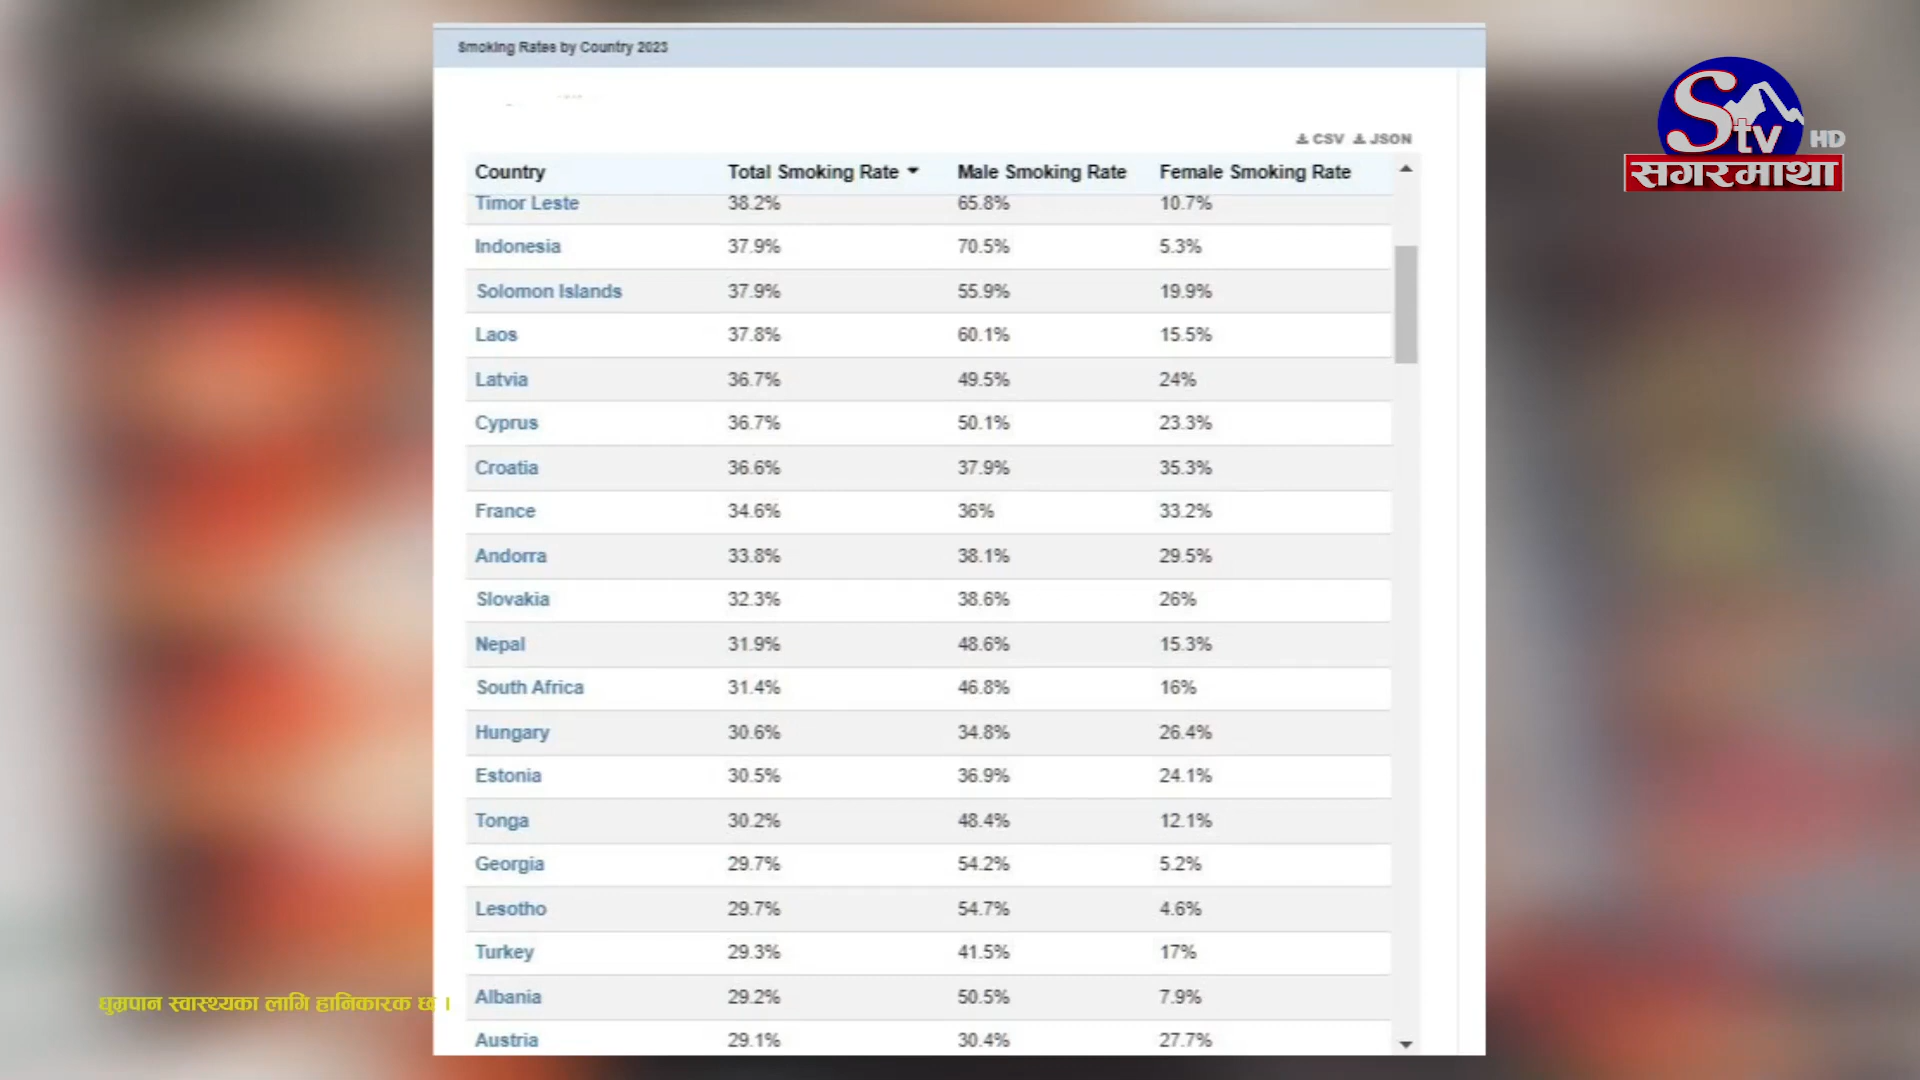 Smoking Rates by Country 2023
CSV JSON
Country Total Smoking Rate Male Smoking Rate Female Smoking Rate
Timor Leste 38.2% 65.8% 10.7%
Indonesia 37.9% 70.5% 5.3%
Solomon Islands 37.9% 55.9% 19.9%
Laos 37.8% 60.1% 15.5%
Latvia 36.7% 49.5% 24%
Cyprus 36.7% 50.1% 23.3%
Croatia 36.6% 37.9% 35.3%
France 34.6% 36% 33.2%
Andorra 33.8% 38.1% 29.5%
Slovakia 32.3% 38.6% 26%
Nepal 31.9% 48.6% 15.3%
South Africa 31.4% 46.8% 16%
Hungary 30.6% 34.8% 26.4%
Estonia 30.5% 36.9% 24.1%
Tonga 30.2% 48.4% 12.1%
Georgia 29.7% 54.2% 5.2%
Lesotho 29.7% 54.7% 4.6%
Turkey 29.3% 41.5% 17%
Albania 29.2% 50.5% 7.9%
Austria 29.1% 30.4% 27.7%
Stv HD
सगरमाथा
धुम्रपान स्वास्थ्यका लागि हानिकारक छ ।